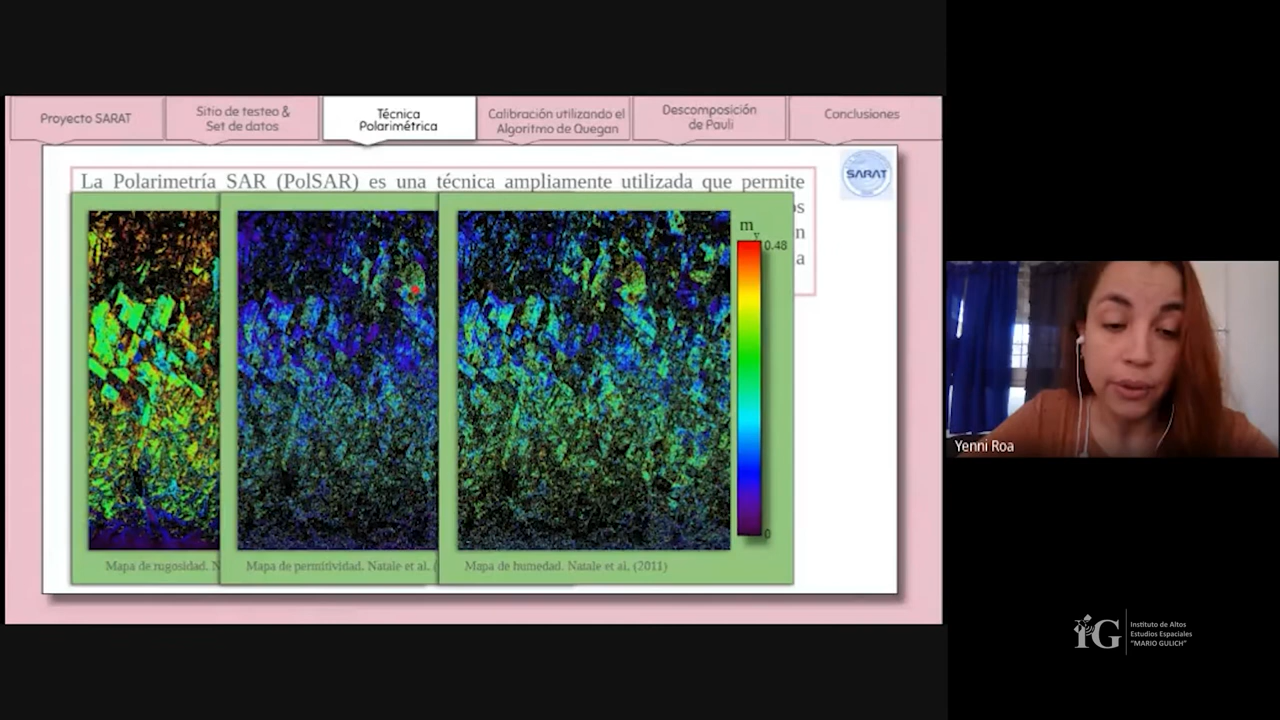 Proyecto SARAT
Sitio de testeo &
Set de datos
Técnica
Polarimétrica
Calibración utilizando el
Algoritmo de Quegan
Descomposición
de Pauli
Conclusiones
La Polarimetría SAR (PolSAR) es una técnica ampliamente utilizada que permite
os
n
a
SARAT
m
v
0.48
0
Mapa de rugosidad. N
Mapa de permitividad. Natale et al. (
Mapa de humedad. Natale et al. (2011)
Yenni Roa
iG
Instituto de Altos
Estudios Espaciales
"MARIO GULICH"